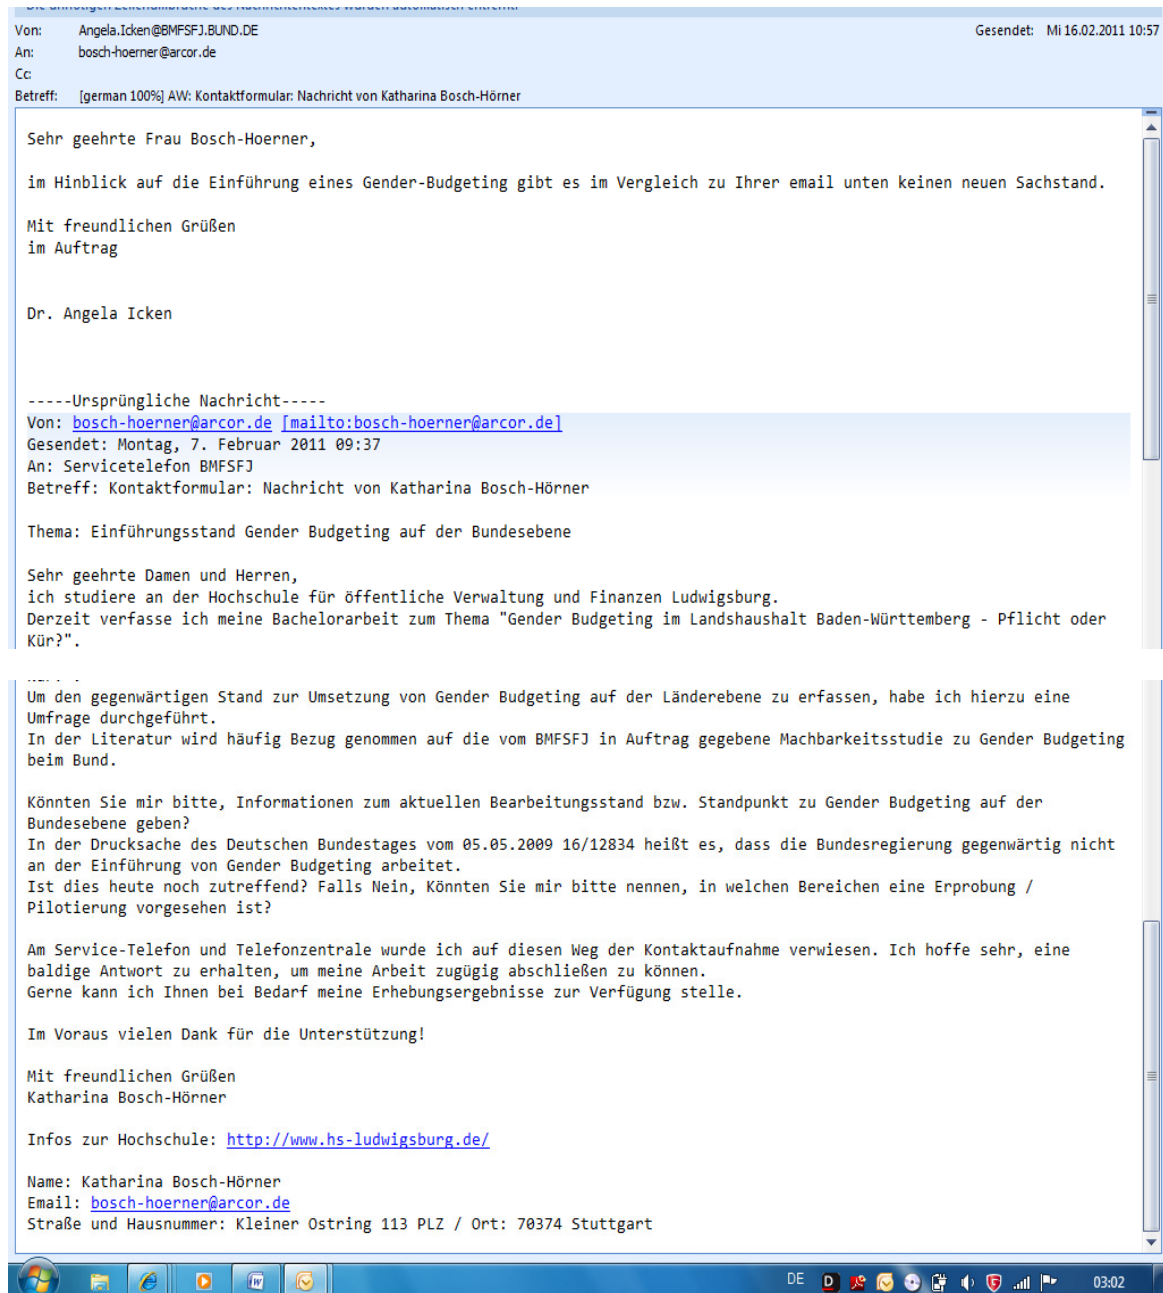 Die unnötigen Zeilenumbrüche des Nachrichtentextes wurden automatisch entfernt.
Von: Angela.Icken@BMFSFJ.BUND.DE Gesendet: Mi 16.02.2011 10:57
An: bosch-hoerner@arcor.de
Cc:
Betreff: [german 100%] AW: Kontaktformular: Nachricht von Katharina Bosch-Hörner
Sehr geehrte Frau Bosch-Hoerner,
im Hinblick auf die Einführung eines Gender-Budgeting gibt es im Vergleich zu Ihrer email unten keinen neuen Sachstand.
Mit freundlichen Grüßen
im Auftrag
Dr. Angela Icken
-----Ursprüngliche Nachricht-----
Von: bosch-hoerner@arcor.de [mailto:bosch-hoerner@arcor.de]
Gesendet: Montag, 7. Februar 2011 09:37
An: Servicetelefon BMFSFJ
Betreff: Kontaktformular: Nachricht von Katharina Bosch-Hörner
Thema: Einführungsstand Gender Budgeting auf der Bundesebene
Sehr geehrte Damen und Herren,
ich studiere an der Hochschule für öffentliche Verwaltung und Finanzen Ludwigsburg.
Derzeit verfasse ich meine Bachelorarbeit zum Thema "Gender Budgeting im Landshaushalt Baden-Württemberg - Pflicht oder
Kür?".
Um den gegenwärtigen Stand zur Umsetzung von Gender Budgeting auf der Länderebene zu erfassen, habe ich hierzu eine
Umfrage durchgeführt.
In der Literatur wird häufig Bezug genommen auf die vom BMFSFJ in Auftrag gegebene Machbarkeitsstudie zu Gender Budgeting
beim Bund.
Könnten Sie mir bitte, Informationen zum aktuellen Bearbeitungsstand bzw. Standpunkt zu Gender Budgeting auf der
Bundesebene geben?
In der Drucksache des Deutschen Bundestages vom 05.05.2009 16/12834 heißt es, dass die Bundesregierung gegenwärtig nicht
an der Einführung von Gender Budgeting arbeitet.
Ist dies heute noch zutreffend? Falls Nein, Könnten Sie mir bitte nennen, in welchen Bereichen eine Erprobung /
Pilotierung vorgesehen ist?
Am Service-Telefon und Telefonzentrale wurde ich auf diesen Weg der Kontaktaufnahme verwiesen. Ich hoffe sehr, eine
baldige Antwort zu erhalten, um meine Arbeit zugügig abschließen zu können.
Gerne kann ich Ihnen bei Bedarf meine Erhebungsergebnisse zur Verfügung stelle.
Im Voraus vielen Dank für die Unterstützung!
Mit freundlichen Grüßen
Katharina Bosch-Hörner
Infos zur Hochschule: http://www.hs-ludwigsburg.de/
Name: Katharina Bosch-Hörner
Email: bosch-hoerner@arcor.de
Straße und Hausnummer: Kleiner Ostring 113 PLZ / Ort: 70374 Stuttgart
DE 03:02